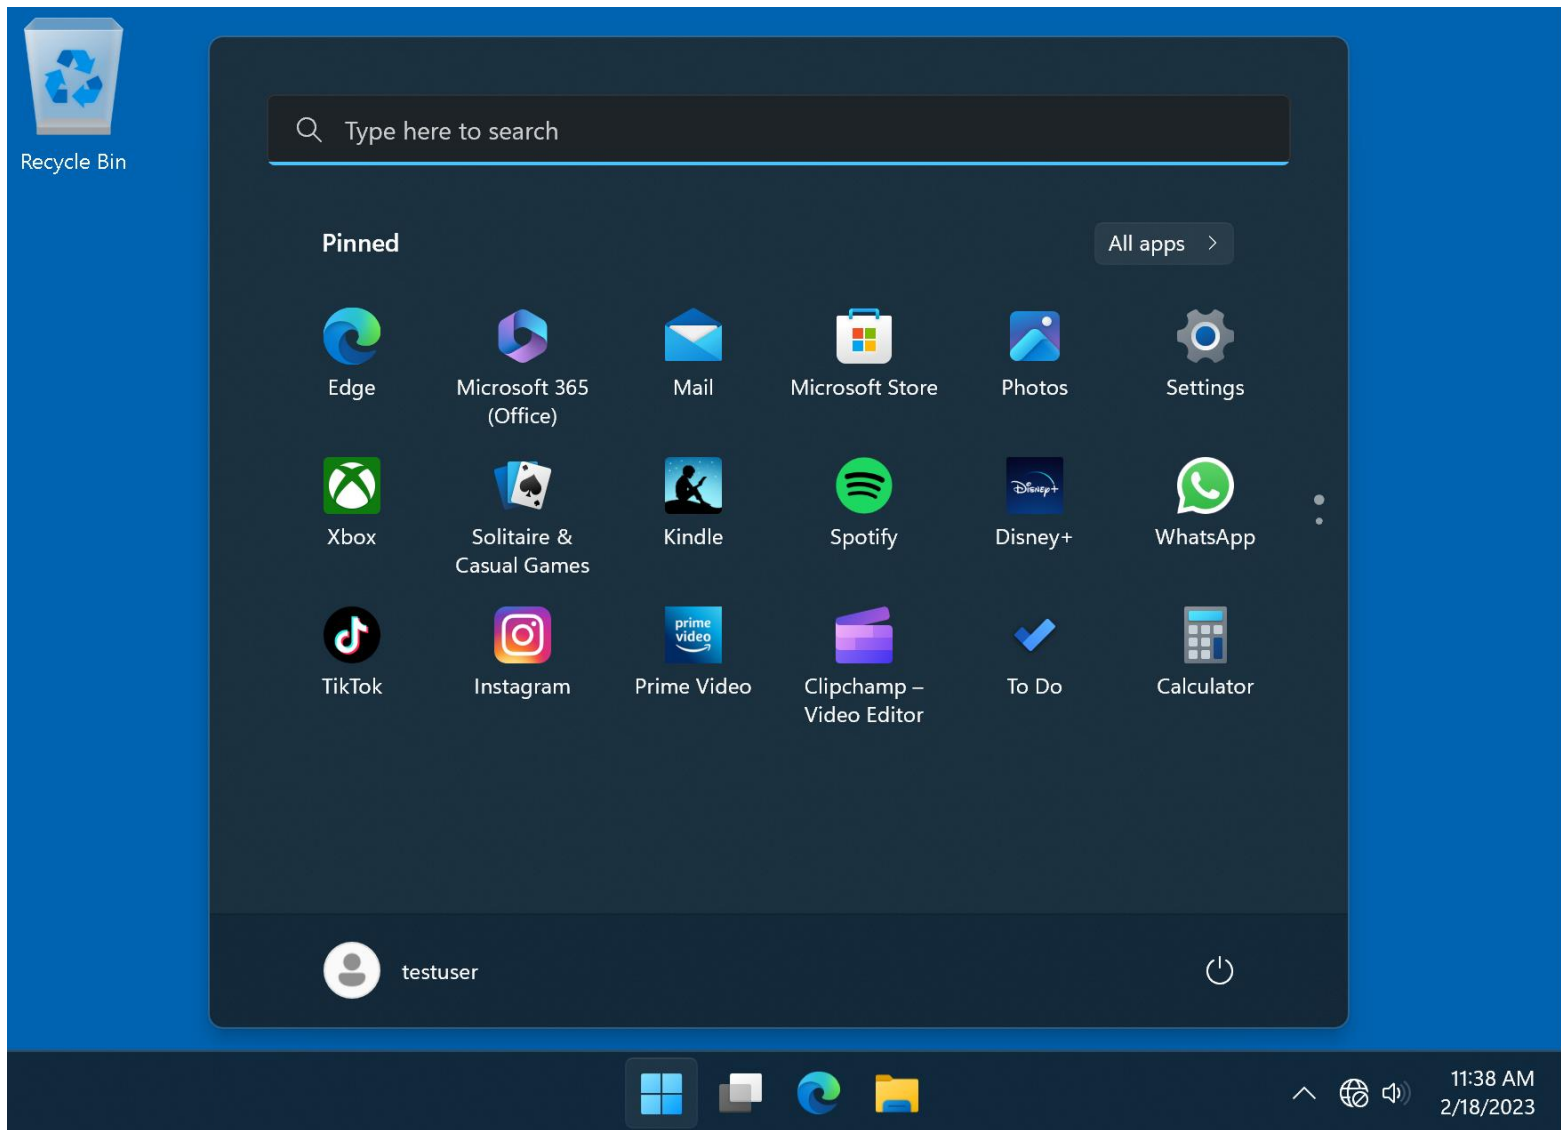 Recycle Bin
Type here to search
Pinned
All apps
Edge
Microsoft 365
(Office)
Mail
Microsoft Store
Photos
Settings
Xbox
Solitaire &
Casual Games
Kindle
Spotify
Disney+
Disney+
WhatsApp
TikTok
Instagram
prime
video
Prime Video
Clipchamp –
Video Editor
To Do
Calculator
testuser
11:38 AM
2/18/2023